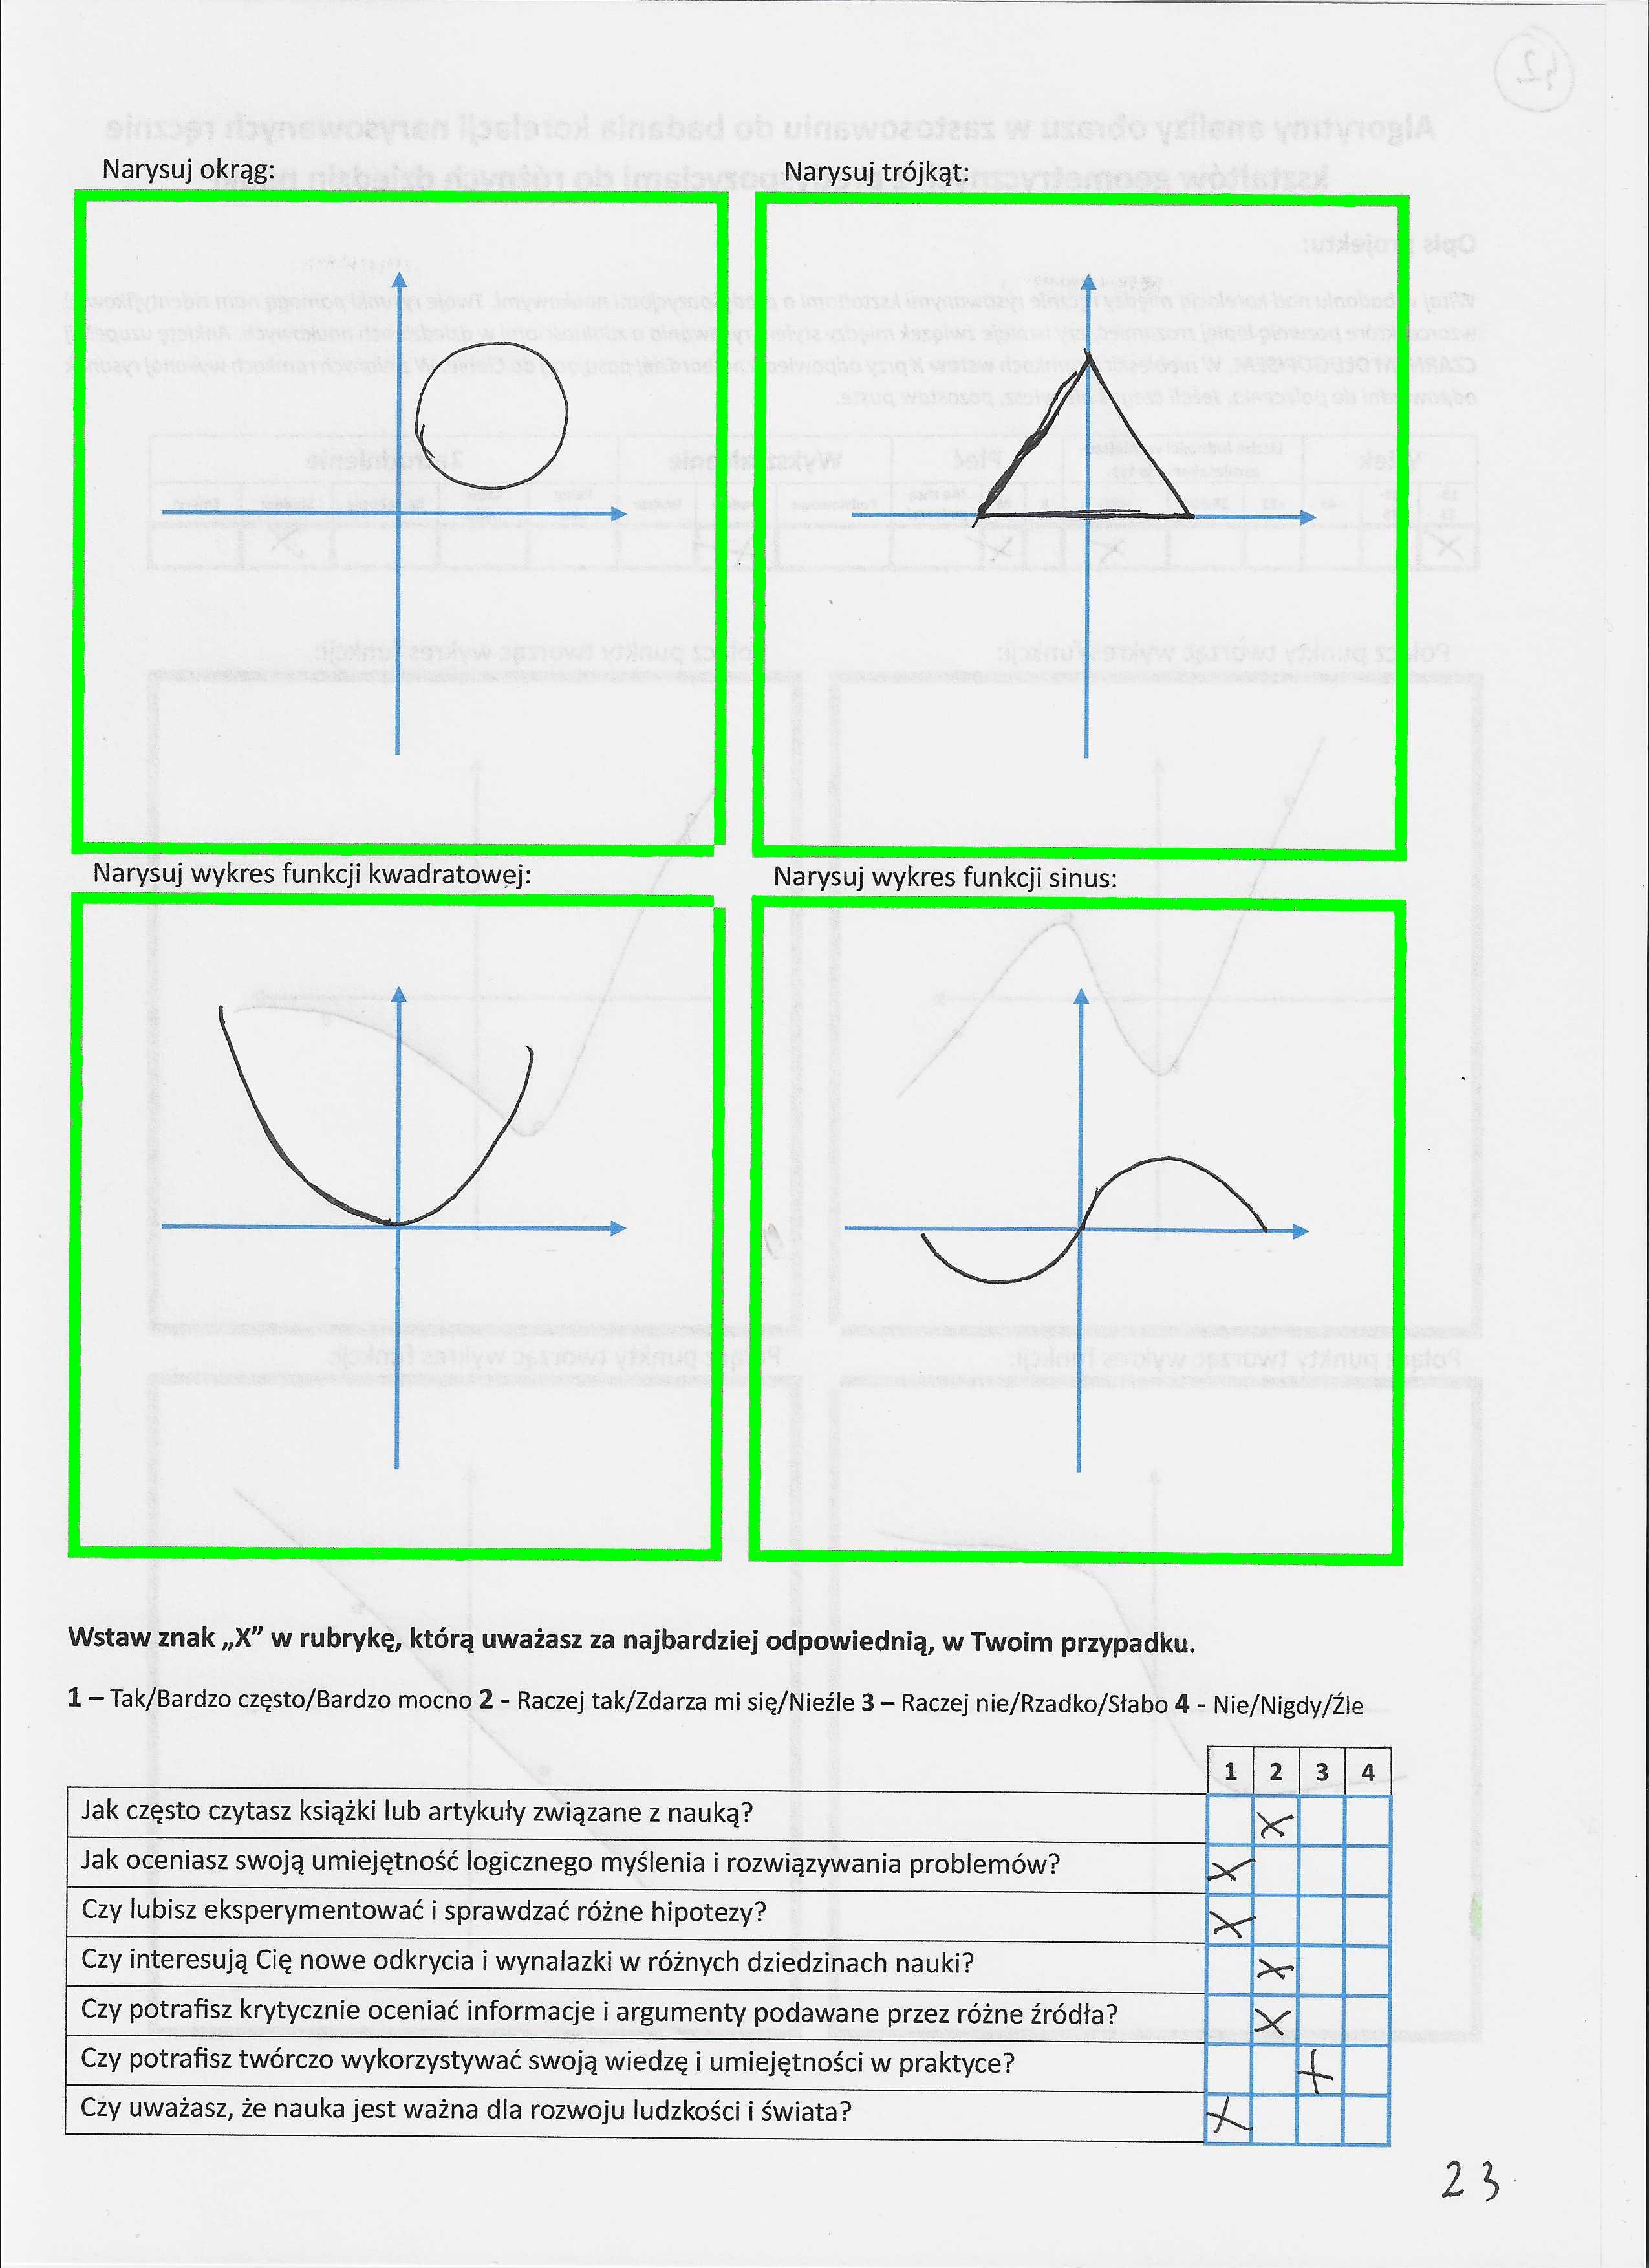 Narysuj okrąg:
Narysuj trójkąt:
Narysuj wykres funkcji kwadratowej:
Narysuj wykres funkcji sinus:
Wstaw znak „X” w rubrykę, którą uważasz za najbardziej odpowiednią, w Twoim przypadku.
1 – Tak/Bardzo często/Bardzo mocno 2 - Raczej tak/Zdarza mi się/Nieźle 3 – Raczej nie/Rzadko/Słabo 4 - Nie/Nigdy/Źle
1 2 3 4
Jak często czytasz książki lub artykuły związane z nauką? X
Jak oceniasz swoją umiejętność logicznego myślenia i rozwiązywania problemów? X
Czy lubisz eksperymentować i sprawdzać różne hipotezy? X
Czy interesują Cię nowe odkrycia i wynalazki w różnych dziedzinach nauki? X
Czy potrafisz krytycznie oceniać informacje i argumenty podawane przez różne źródła? X
Czy potrafisz twórczo wykorzystywać swoją wiedzę i umiejętności w praktyce? X
Czy uważasz, że nauka jest ważna dla rozwoju ludzkości i świata? X
23